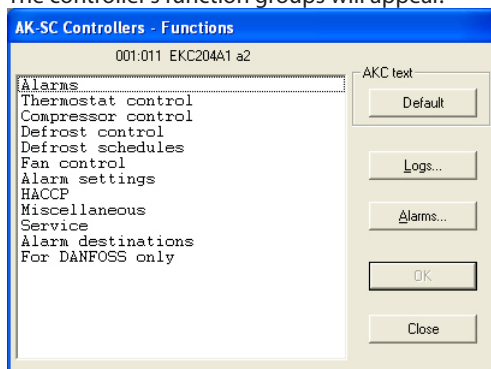 The controller's function groups will appear.
AK-SC Controllers - Functions
001:011 EKC204A1 a2
Alarms
Thermostat control
Compressor control
Defrost control
Defrost schedules
Fan control
Alarm settings
HACCP
Miscellaneous
Service
Alarm destinations
For DANFOSS only
AKC text
Default
Logs...
Alarms...
OK
Close